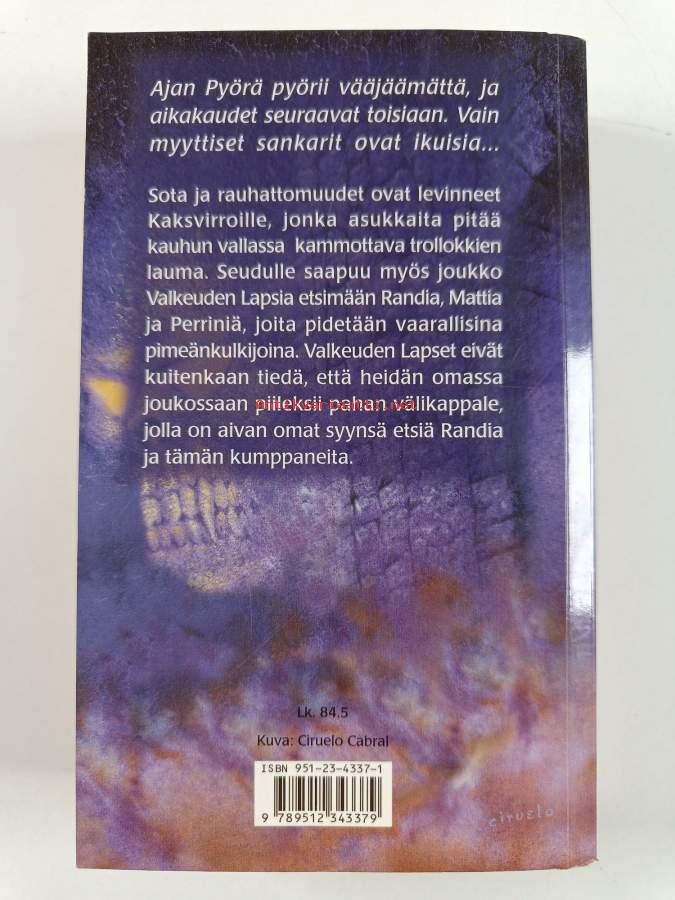 Ajan Pyörä pyörii vääjäämättä, ja
aikakaudet seuraavat toisiaan. Vain
myyttiset sankarit ovat ikuisia...
Sota ja rauhattomuudet ovat levinneet
Kaksvirroille, jonka asukkaita pitää
kauhun vallassa kammottava trollokkien
lauma. Seudulle saapuu myös joukko
Valkeuden Lapsia etsimään Randia, Mattia
ja Perriniä, joita pidetään vaarallisina
pimeänkulkijoina. Valkeuden Lapset eivät
kuitenkaan tiedä, että heidän omassa
joukossaan piileksii pahan välikappale,
jolla on aivan omat syynsä etsiä Randia
ja tämän kumppaneita.
Lk. 84.5
Kuva: Ciruelo Cabral
ISBN 951-23-4337-1
9 789512 343379
ciruelo